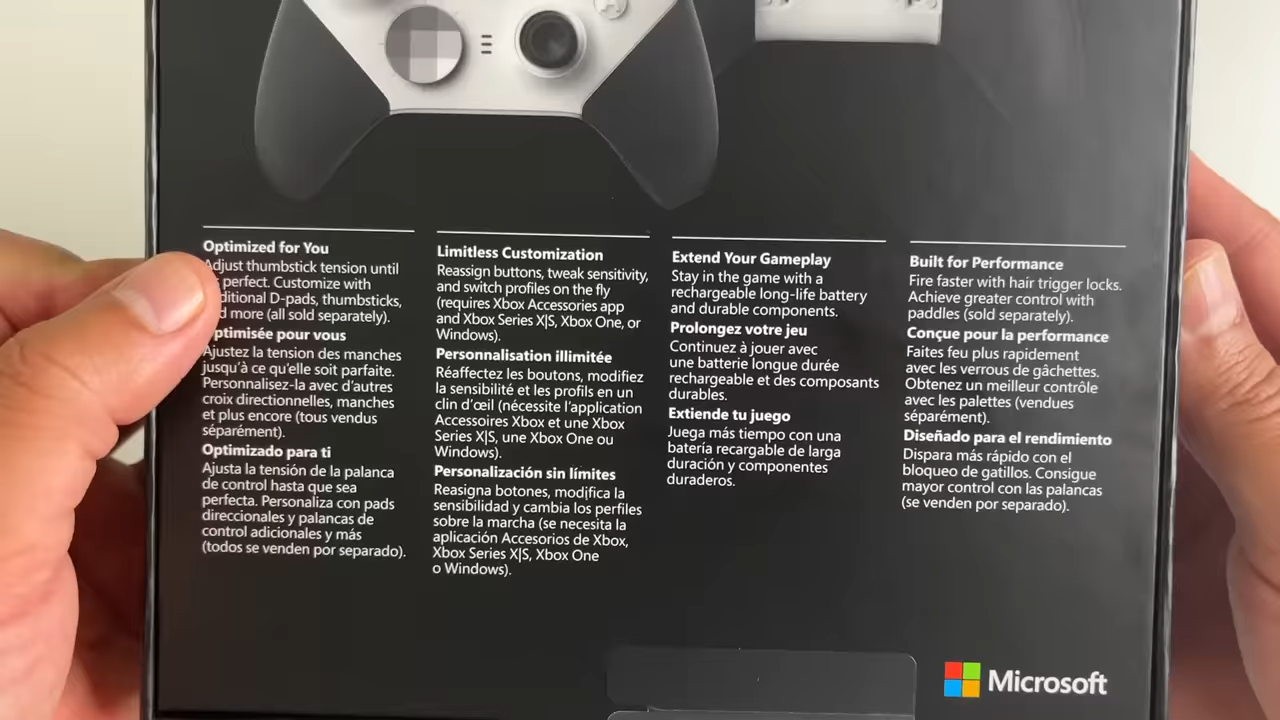 Optimized for You
Adjust thumbstick tension until
perfect. Customize with
ditional D-pads, thumbsticks,
d more (all sold separately).
ptimisée pour vous
Ajustez la tension des manches
jusqu'à ce qu'elle soit parfaite.
Personnalisez-la avec d'autres
croix directionnelles, manches
et plus encore (tous vendus
séparément).
Optimizado para ti
Ajusta la tensión de la palanca
de control hasta que sea
perfecta. Personaliza con pads
direccionales y palancas de
control adicionales y más
(todos se venden por separado).
Limitless Customization
Reassign buttons, tweak sensitivity,
and switch profiles on the fly
(requires Xbox Accessories app
and Xbox Series X|S, Xbox One, or
Windows).
Personnalisation illimitée
Réaffectez les boutons, modifiez
la sensibilité et les profils en un
clin d'œil (nécessite l'application
Accessoires Xbox et une Xbox
Series X|S, une Xbox One ou
Windows).
Personalización sin límites
Reasigna botones, modifica la
sensibilidad y cambia los perfiles
sobre la marcha (se necesita la
aplicación Accesorios de Xbox,
Xbox Series X|S, Xbox One
o Windows).
Extend Your Gameplay
Stay in the game with a
rechargeable long-life battery
and durable components.
Prolongez votre jeu
Continuez à jouer avec
une batterie longue durée
rechargeable et des composants
durables.
Extiende tu juego
Juega más tiempo con una
batería recargable de larga
duración y componentes
duraderos.
Built for Performance
Fire faster with hair trigger locks.
Achieve greater control with
paddles (sold separately).
Conçue pour la performance
Faites feu plus rapidement
avec les verrous de gâchettes.
Obtenez un meilleur contrôle
avec les palettes (vendues
séparément).
Diseñado para el rendimiento
Dispara más rápido con el
bloqueo de gatillos. Consigue
mayor control con las palancas
(se venden por separado).
Microsoft